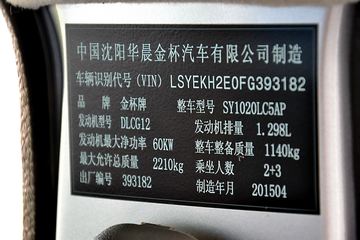 中国沈阳华晨金杯汽车有限公司制造
车辆识别代号(VIN) LSYEKH2E0FG393182
品 牌 金杯牌 整车型号 SY1020LC5AP
发动机型号 DLCG12 发动机排量 1.298L
发动机最大净功率 60KW 整车整备质量 1140kg
最大允许总质量 2210kg 乘坐人数 2+3
出厂编号 393182 制造年月 201504